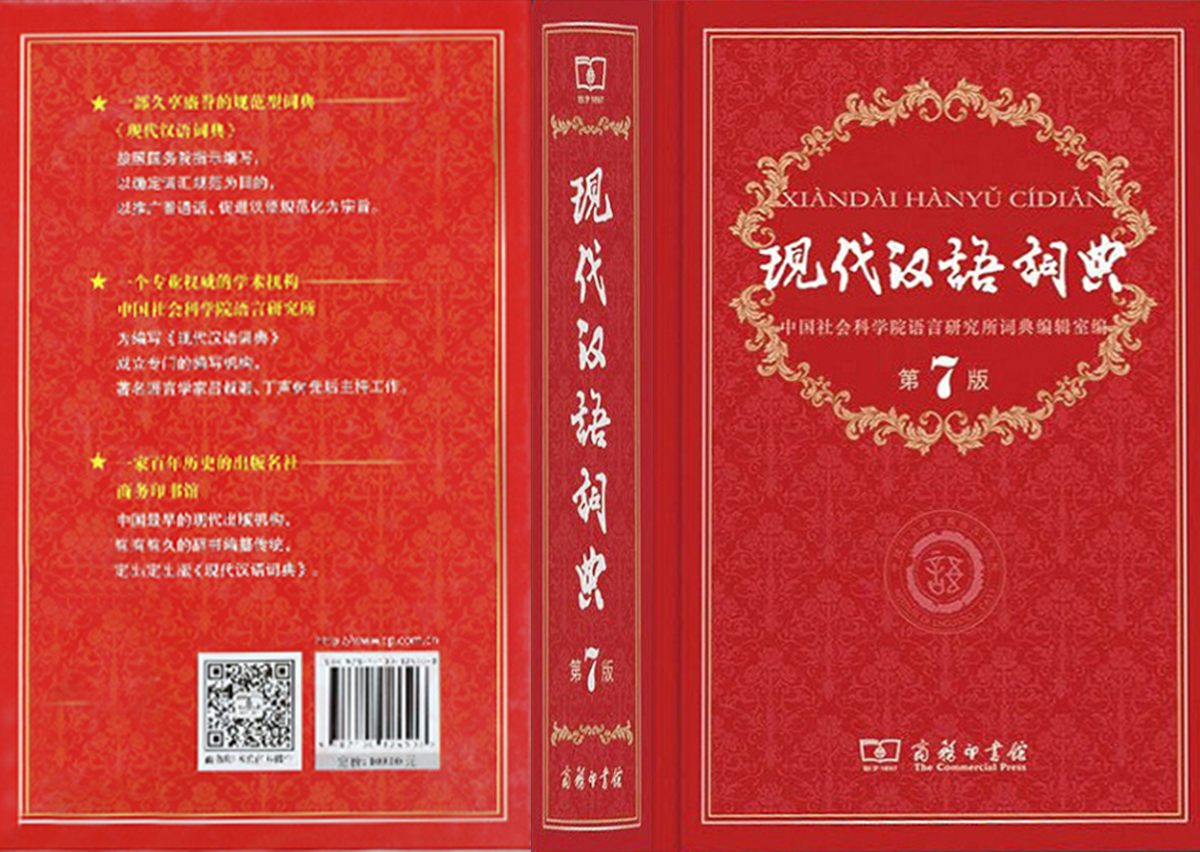 ★ 一部久享盛誉的规范型词典
《现代汉语词典》
按照国务院指示编写，
以确定词汇规范为目的，
以推广普通话、促进汉语规范化为宗旨。
★ 一个专业权威的学术机构
中国社会科学院语言研究所
为编写《现代汉语词典》
成立专门的编写机构，
著名语言学家吕叔湘、丁声树先后主持工作。
★ 一家百年历史的出版名社
商务印书馆
中国最早的现代出版机构，
有着悠久的辞书编纂传统，
《现代汉语词典》。
http://www.cp.com.cn
现代汉語词典
第7版
商務印書馆
XIÀNDÀI HÀNYǓ CÍDIǍN
现代汉語词典
中国社会科学院语言研究所词典编辑室编
第7版
商務印書馆
The Commercial Press